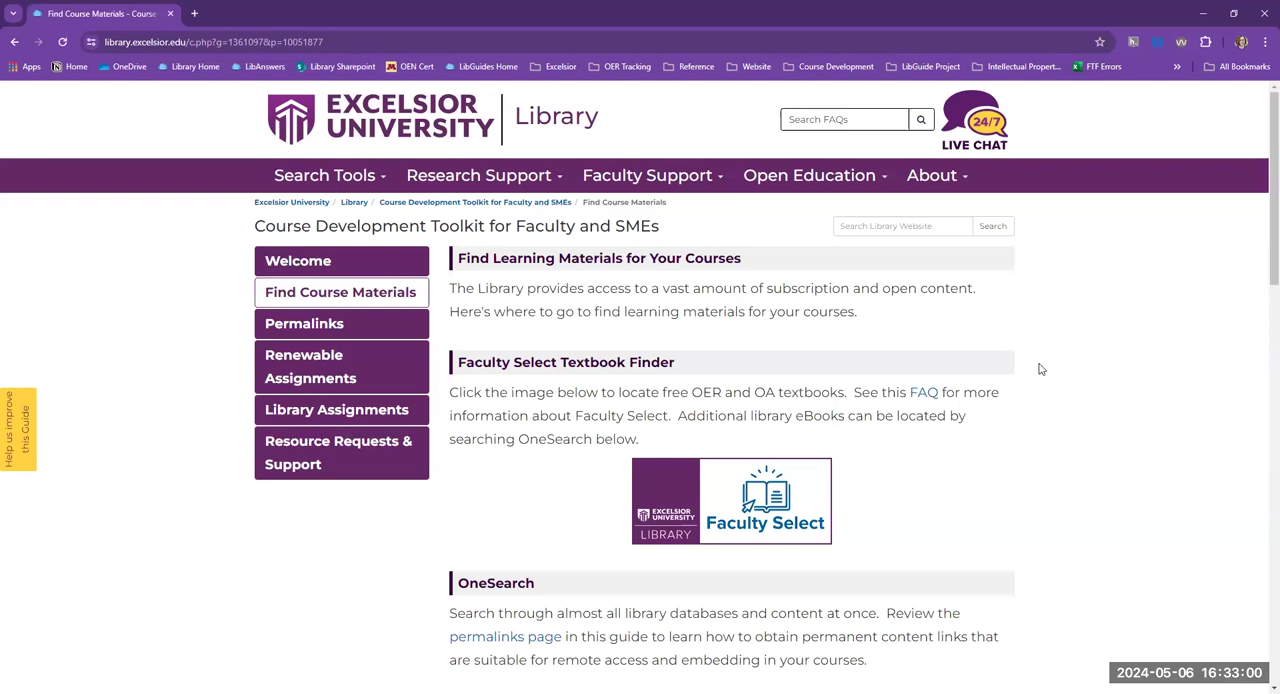 Find Course Materials - Course
library.excelsior.edu/c.php?g=1361097&p=10051877
Apps Home OneDrive Library Home LibAnswers Library Sharepoint OEN Cert LibGuides Home Excelsior OER Tracking Reference Website Course Development LibGuide Project Intellectual Propert... FTF Errors » All Bookmarks
EXCELSIOR
UNIVERSITY
Library
Search FAQs
24/7
LIVE CHAT
Search Tools Research Support Faculty Support Open Education About
Excelsior University / Library / Course Development Toolkit for Faculty and SMEs / Find Course Materials
Course Development Toolkit for Faculty and SMEs
Search Library Website Search
Welcome
Find Course Materials
Permalinks
Renewable
Assignments
Library Assignments
Resource Requests &
Support
Help us improve
this Guide
Find Learning Materials for Your Courses
The Library provides access to a vast amount of subscription and open content.
Here's where to go to find learning materials for your courses.
Faculty Select Textbook Finder
Click the image below to locate free OER and OA textbooks. See this FAQ for more
information about Faculty Select. Additional library eBooks can be located by
searching OneSearch below.
EXCELSIOR
UNIVERSITY
LIBRARY
Faculty Select
OneSearch
Search through almost all library databases and content at once. Review the
permalinks page in this guide to learn how to obtain permanent content links that
are suitable for remote access and embedding in your courses.
2024-05-06 16:33:00